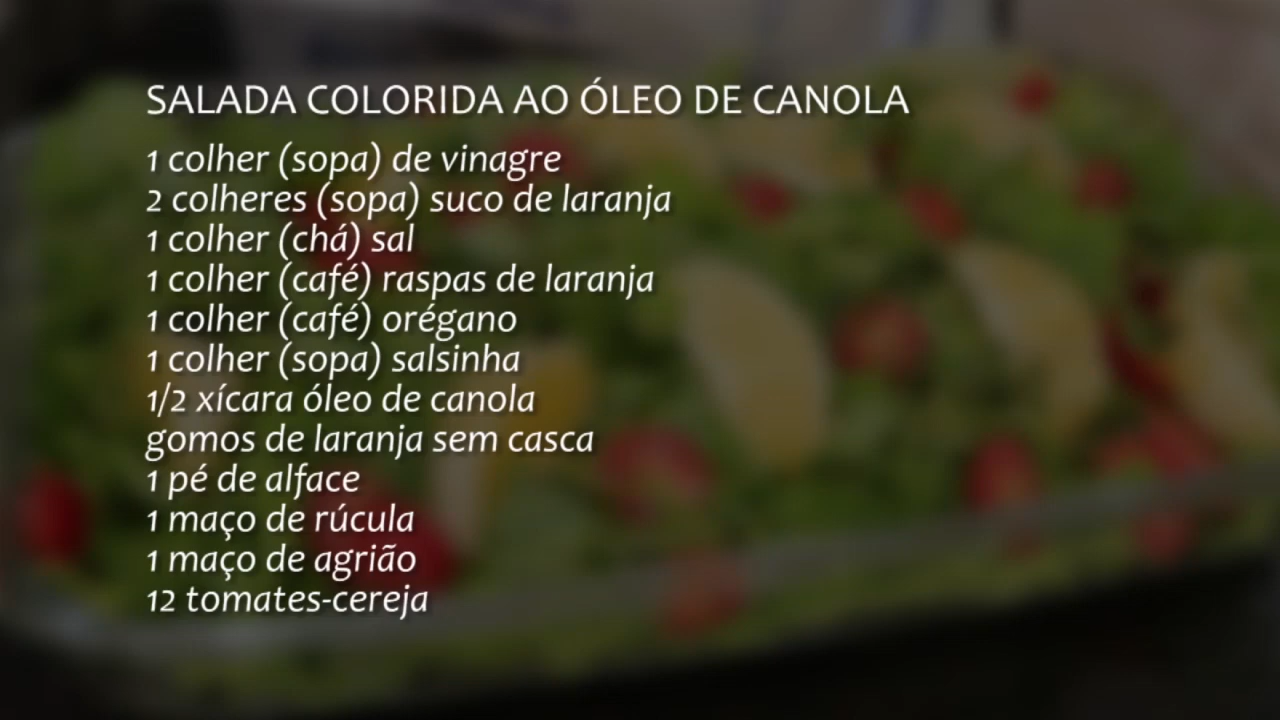 SALADA COLORIDA AO ÓLEO DE CANOLA
1 colher (sopa) de vinagre
2 colheres (sopa) suco de laranja
1 colher (chá) sal
1 colher (café) raspas de laranja
1 colher (café) orégano
1 colher (sopa) salsinha
1/2 xícara óleo de canola
gomos de laranja sem casca
1 pé de alface
1 maço de rúcula
1 maço de agrião
12 tomates-cereja